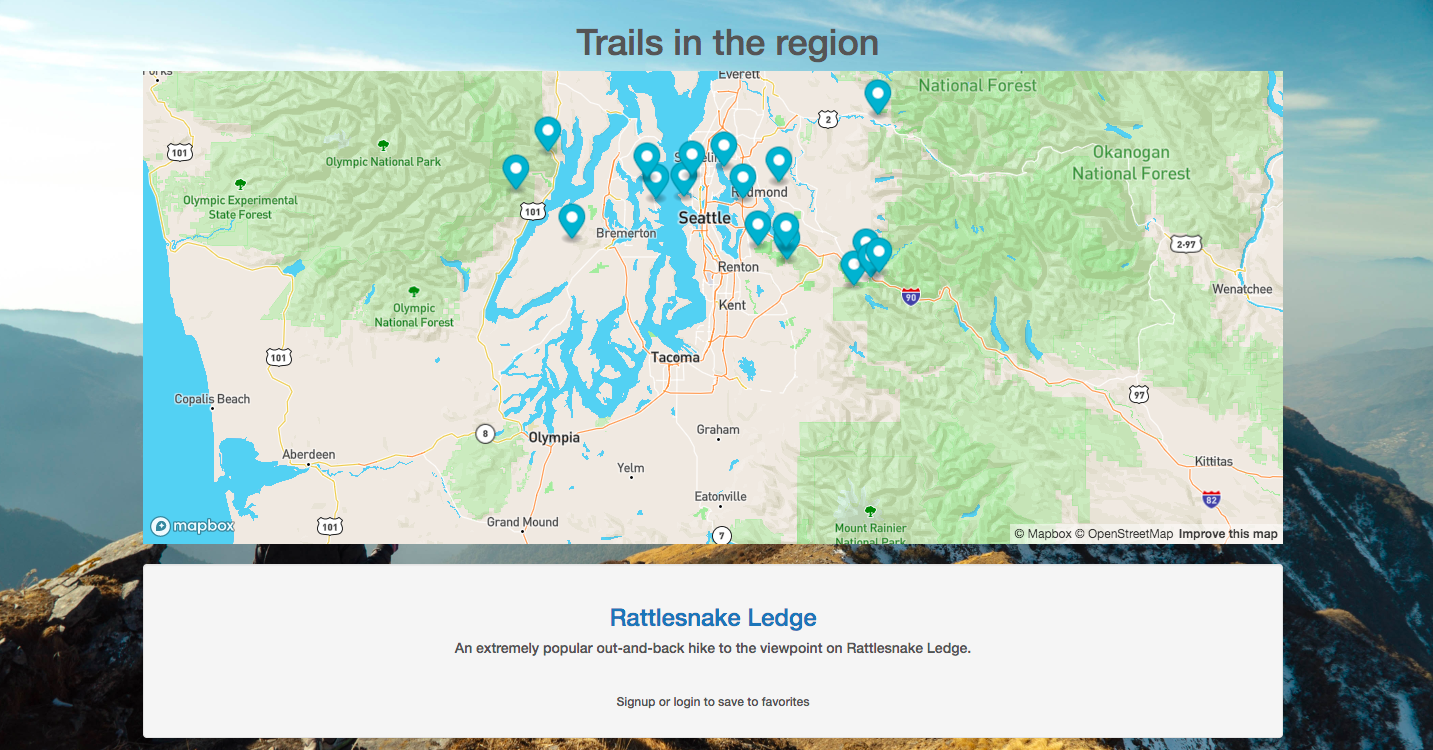 Trails in the region
Everett
National Forest
2
101
Olympic National Park
Okanogan
National Forest
Olympic Experimental
State Forest
101
Seattle
Bremerton
2-97
Renton
Wenatchee
90
Kent
Olympic
National Forest
101
Tacoma
97
Copalis Beach
8
Olympia
Graham
Aberdeen
Yelm
Kittitas
Eatonville
82
mapbox
101
Grand Mound
7
Mount Rainier
National Park
© Mapbox © OpenStreetMap Improve this map
Rattlesnake Ledge
An extremely popular out-and-back hike to the viewpoint on Rattlesnake Ledge.
Signup or login to save to favorites